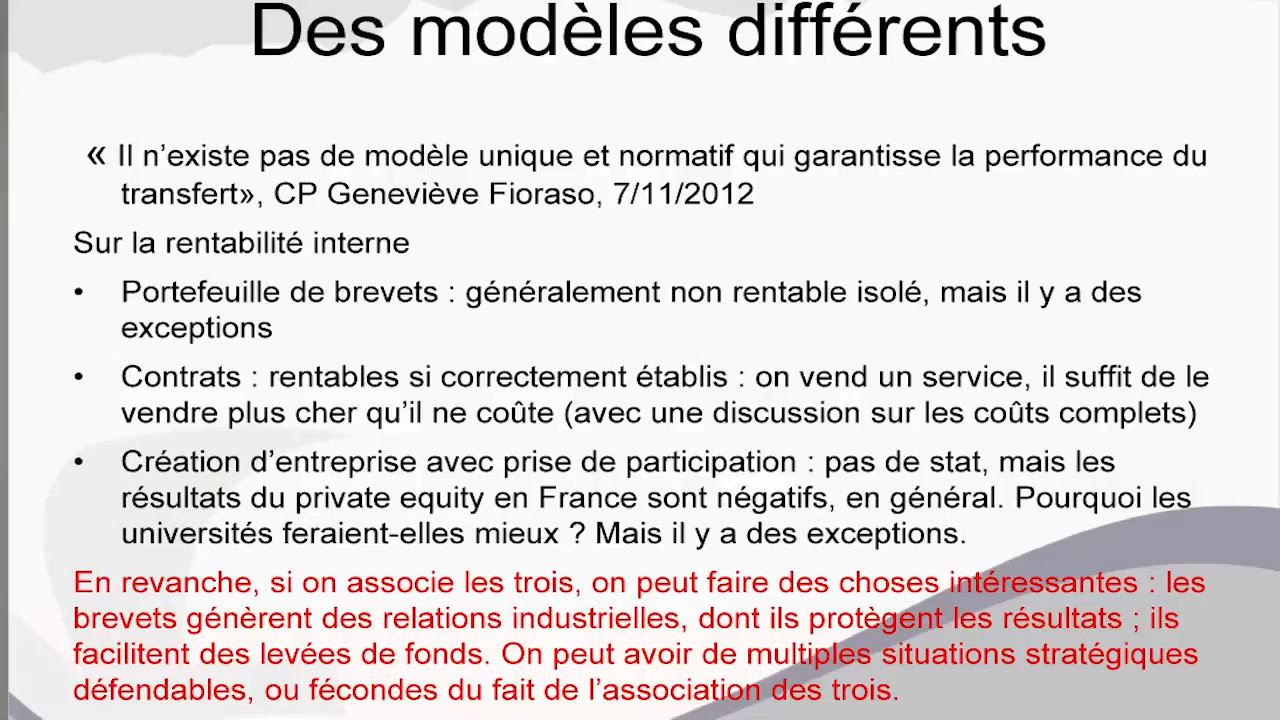 Des modèles différents
« Il n’existe pas de modèle unique et normatif qui garantisse la performance du
transfert», CP Geneviève Fioraso, 7/11/2012
Sur la rentabilité interne
• Portefeuille de brevets : généralement non rentable isolé, mais il y a des
exceptions
• Contrats : rentables si correctement établis : on vend un service, il suffit de le
vendre plus cher qu’il ne coûte (avec une discussion sur les coûts complets)
• Création d’entreprise avec prise de participation : pas de stat, mais les
résultats du private equity en France sont négatifs, en général. Pourquoi les
universités feraient-elles mieux ? Mais il y a des exceptions.
En revanche, si on associe les trois, on peut faire des choses intéressantes : les
brevets génèrent des relations industrielles, dont ils protègent les résultats ; ils
facilitent des levées de fonds. On peut avoir de multiples situations stratégiques
défendables, ou fécondes du fait de l’association des trois.